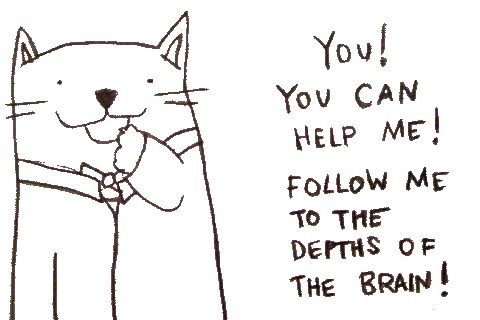 YOU!
YOU CAN
HELP ME!
FOLLOW ME
TO THE
DEPTHS OF
THE BRAIN!